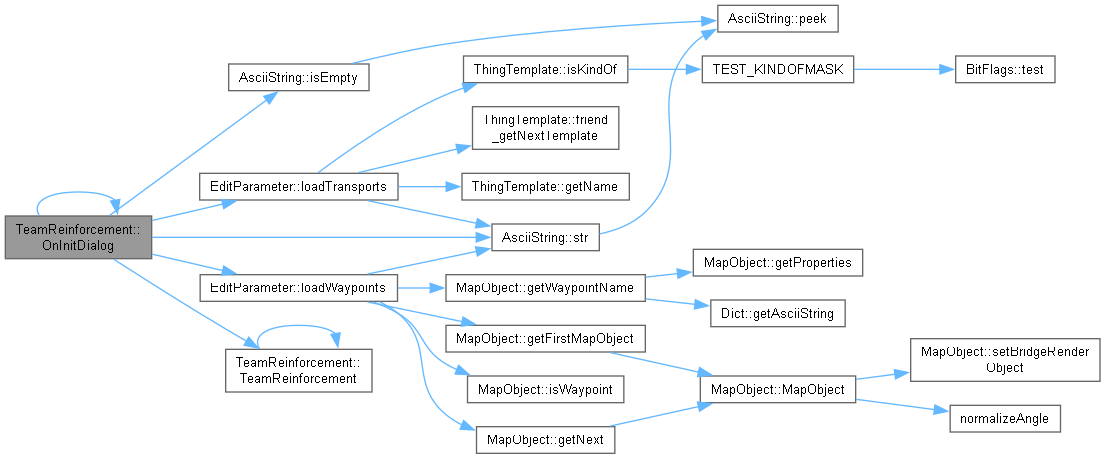 AsciiString::peek
AsciiString::isEmpty
ThingTemplate::isKindOf
TEST_KINDOFMASK
BitFlags::test
ThingTemplate::friend
_getNextTemplate
EditParameter::loadTransports
ThingTemplate::getName
TeamReinforcement::
OnInitDialog
AsciiString::str
EditParameter::loadWaypoints
MapObject::getWaypointName
MapObject::getProperties
Dict::getAsciiString
MapObject::getFirstMapObject
TeamReinforcement::
TeamReinforcement
MapObject::isWaypoint
MapObject::MapObject
MapObject::setBridgeRender
Object
normalizeAngle
MapObject::getNext